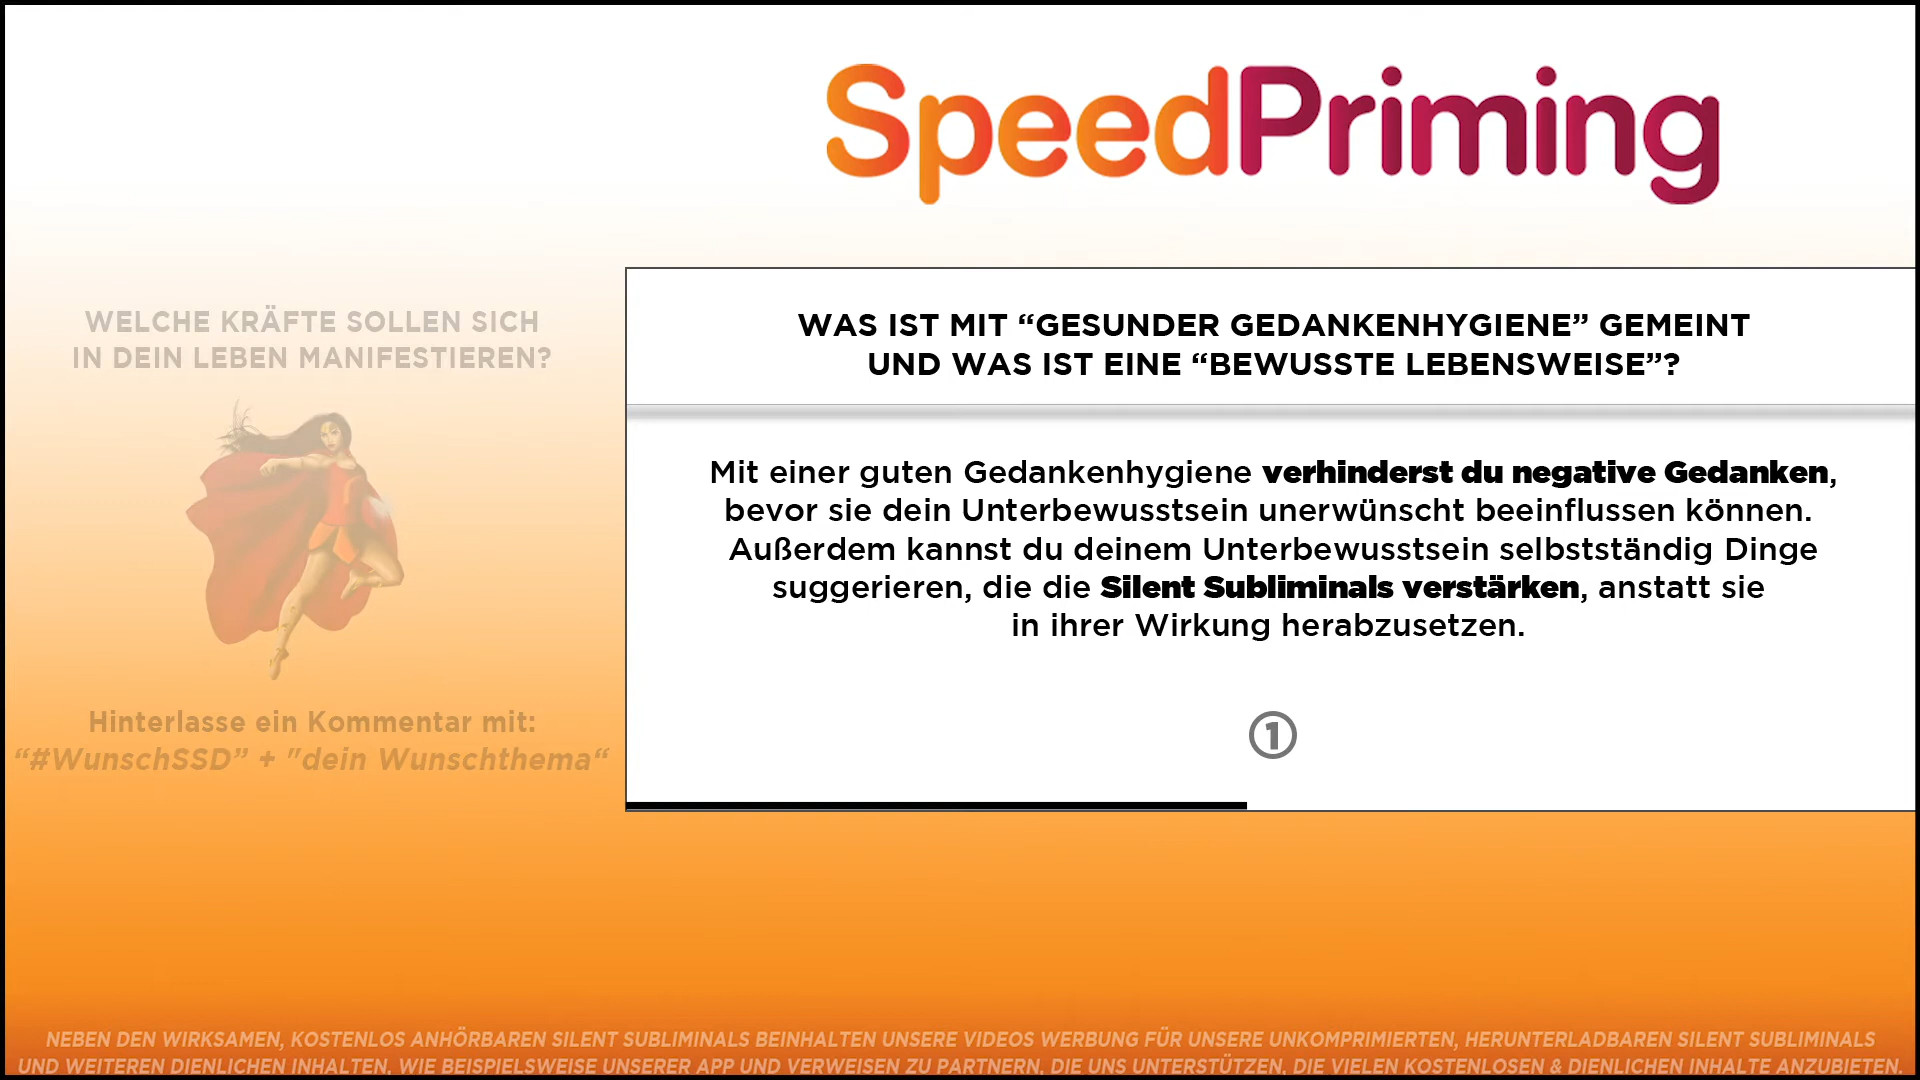 SpeedPriming
WELCHE KRÄFTE SOLLEN SICH
IN DEIN LEBEN MANIFESTIEREN?
Hinterlasse ein Kommentar mit:
“#WunschSSD” + "dein Wunschthema“
WAS IST MIT “GESUNDER GEDANKENHYGIENE” GEMEINT
UND WAS IST EINE “BEWUSSTE LEBENSWEISE”?
Mit einer guten Gedankenhygiene verhinderst du negative Gedanken,
bevor sie dein Unterbewusstsein unerwünscht beeinflussen können.
Außerdem kannst du deinem Unterbewusstsein selbstständig Dinge
suggerieren, die die Silent Subliminals verstärken, anstatt sie
in ihrer Wirkung herabzusetzen.
①
NEBEN DEN WIRKSAMEN, KOSTENLOS ANHÖRBAREN SILENT SUBLIMINALS BEINHALTEN UNSERE VIDEOS WERBUNG FÜR UNSERE UNKOMPRIMIERTEN, HERUNTERLADBAREN SILENT SUBLIMINALS
UND WEITEREN DIENLICHEN INHALTEN, WIE BEISPIELSWEISE UNSERER APP UND VERWEISEN ZU PARTNERN, DIE UNS UNTERSTÜTZEN, DIE VIELEN KOSTENLOSEN & DIENLICHEN INHALTE ANZUBIETEN.